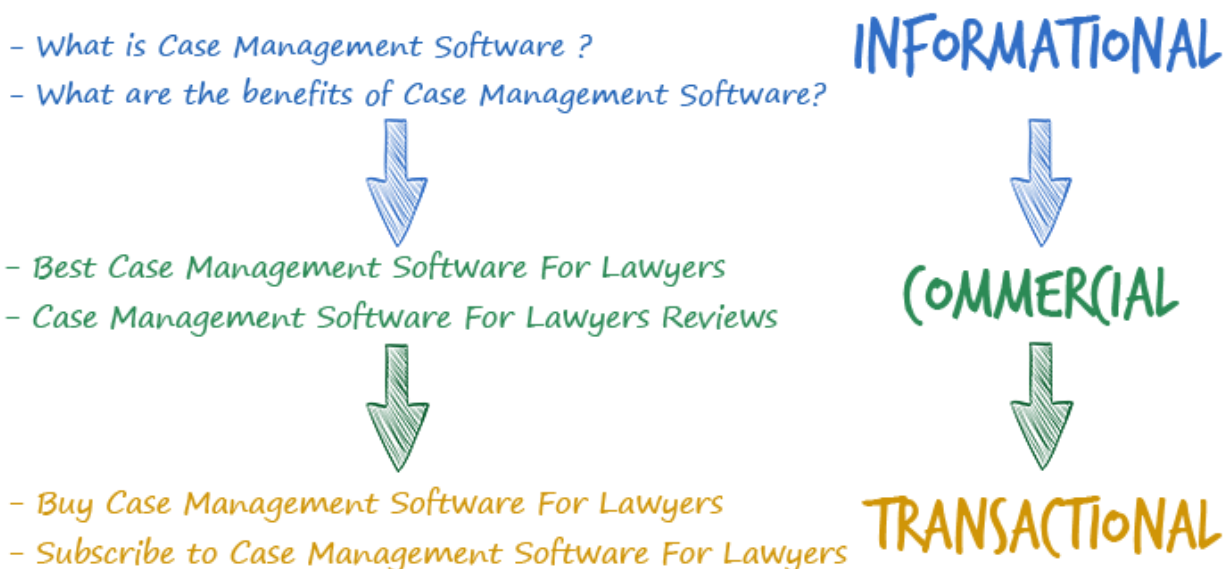 - What is Case Management Software ?
- What are the benefits of Case Management Software?
INFORMATIONAL
- Best Case Management Software For Lawyers
- Case Management Software For Lawyers Reviews
COMMERCIAL
- Buy Case Management Software For Lawyers
- Subscribe to Case Management Software For Lawyers
TRANSACTIONAL